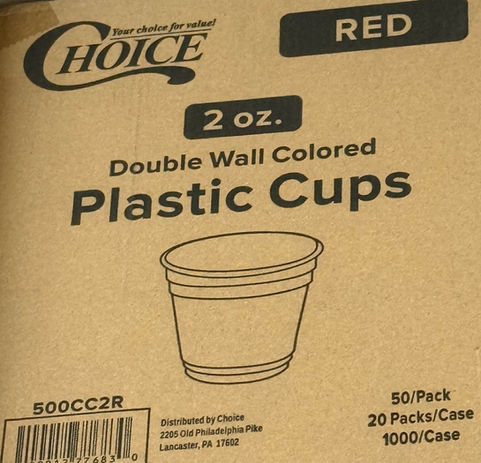 Your choice for value!
CHOICE
RED
2 oz.
Double Wall Colored
Plastic Cups
500CC2R
Distributed by Choice
2205 Old Philadelphia Pike
Lancaster, PA 17602
50/Pack
20 Packs/Case
1000/Case